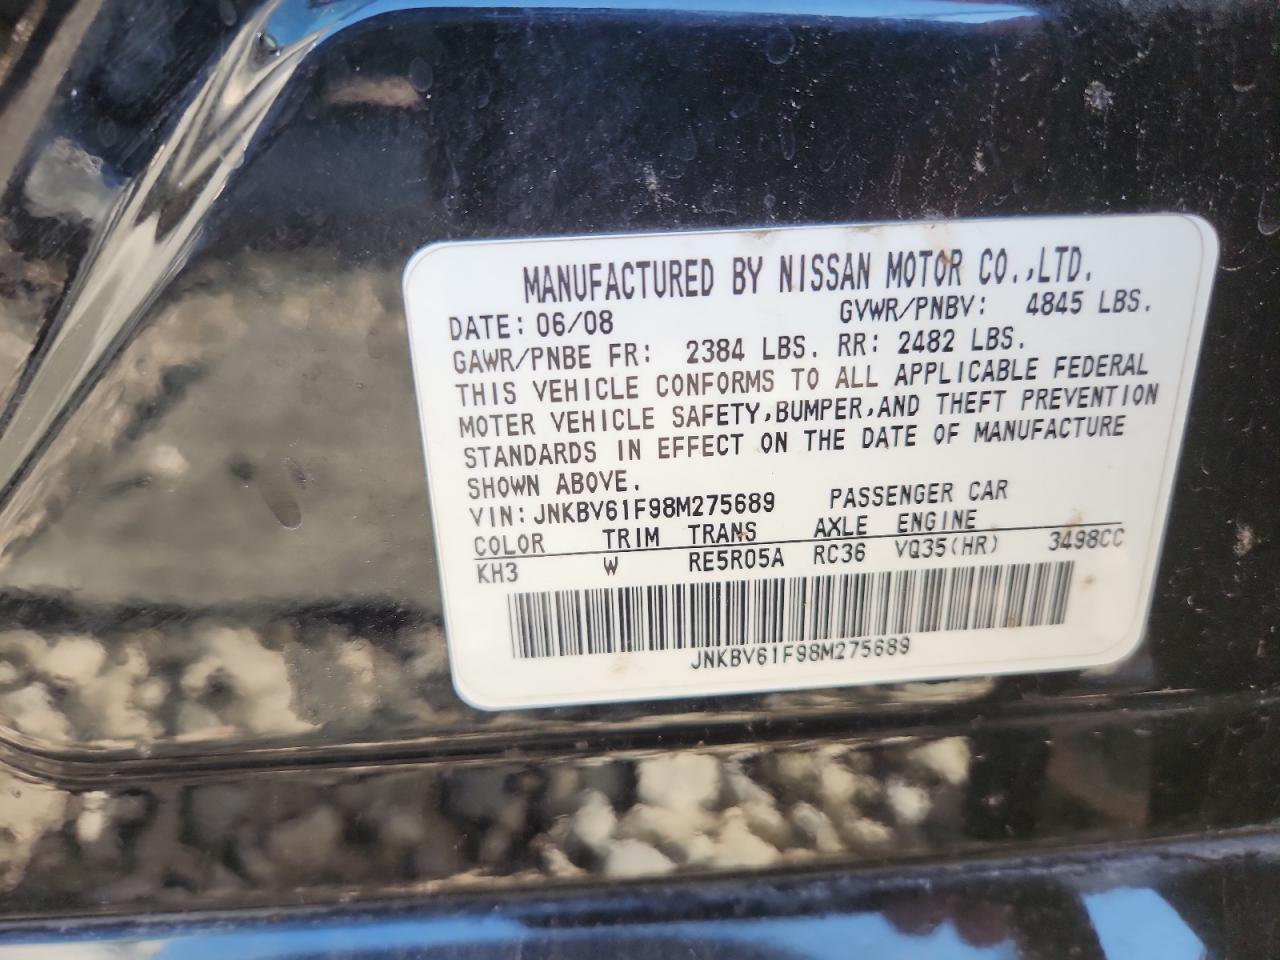 MANUFACTURED BY NISSAN MOTOR CO.,LTD.
DATE: 06/08 GVWR/PNBV: 4845 LBS.
GAWR/PNBE FR: 2384 LBS. RR: 2482 LBS.
THIS VEHICLE CONFORMS TO ALL APPLICABLE FEDERAL
MOTER VEHICLE SAFETY,BUMPER,AND THEFT PREVENTION
STANDARDS IN EFFECT ON THE DATE OF MANUFACTURE
SHOWN ABOVE.
VIN: JNKBV61F98M275689 PASSENGER CAR
COLOR TRIM TRANS AXLE ENGINE
KH3 W RE5R05A RC36 VQ35(HR) 3498CC
JNKBV61F98M275689